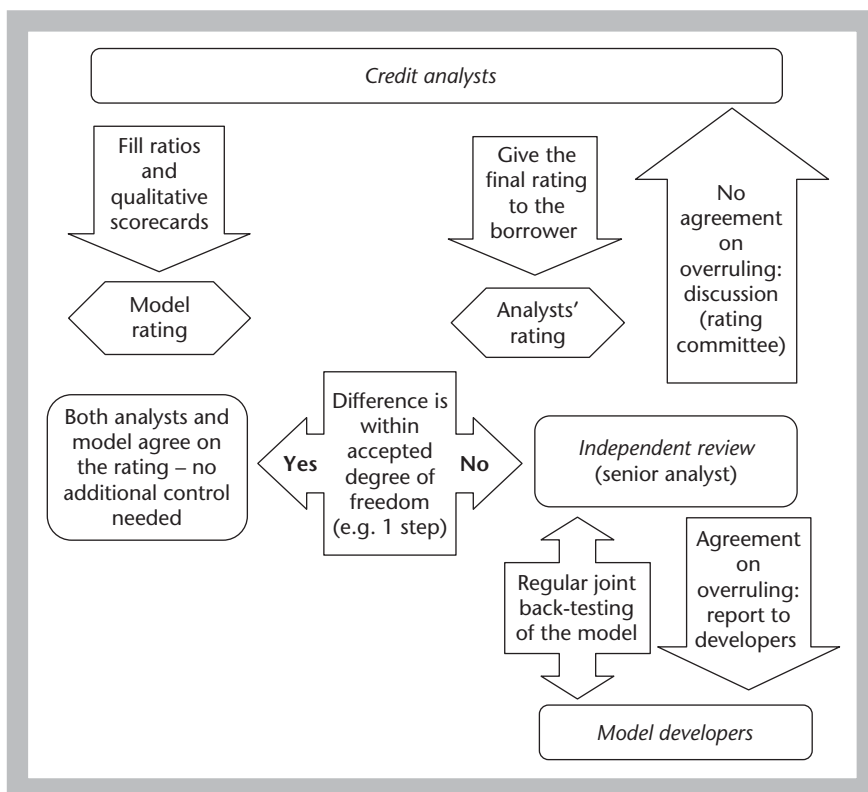 Credit analysts
Fill ratios
and
qualitative
scorecards
Give the
final rating
to the
borrower
No
agreement
on
overruling:
discussion
(rating
committee)
Model
rating
Analysts’
rating
Both analysts and
model agree on
the rating – no
additional control
needed
Yes
Difference is
within
accepted
degree of
freedom
(e.g. 1 step)
No
Independent review
(senior analyst)
Regular joint
back-testing
of the model
Agreement
on
overruling:
report to
developers
Model developers